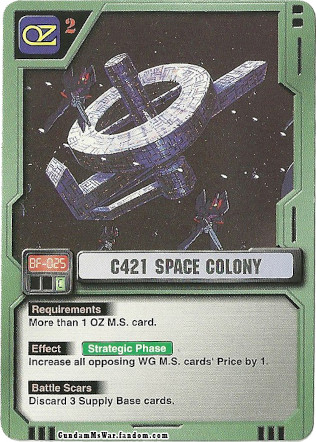 OZ 2
BF-025
C421 SPACE COLONY
C
Requirements
More than 1 OZ M.S. card.
Effect Strategic Phase
Increase all opposing WG M.S. cards' Price by 1.
Battle Scars
Discard 3 Supply Base cards.
GundamMsWar.fandom.com